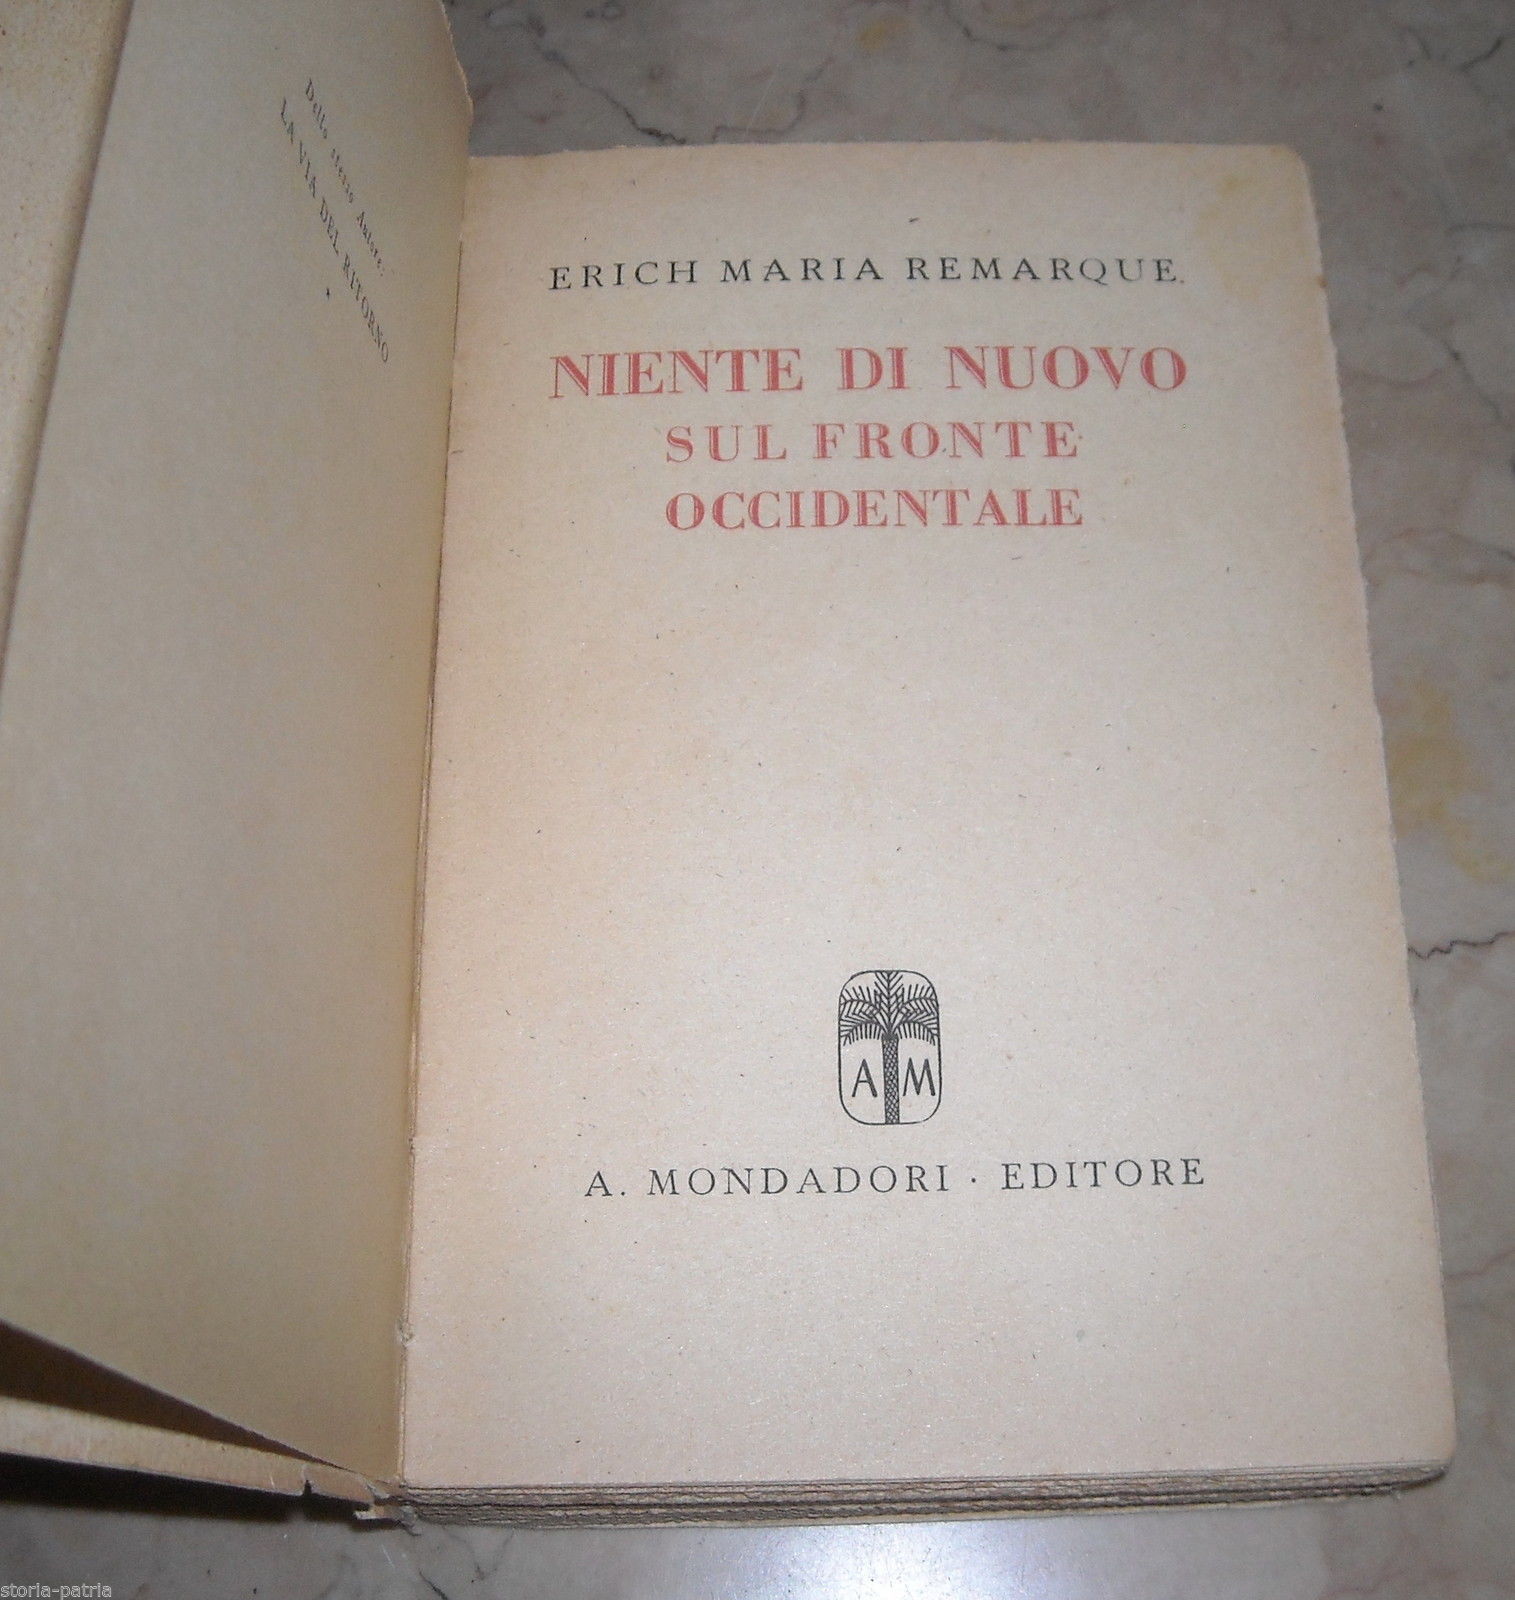 Dello stesso Autore:
LA VIA DEL RITORNO
ERICH MARIA REMARQUE
NIENTE DI NUOVO
SUL FRONTE
OCCIDENTALE
A M
A. MONDADORI · EDITORE
storia-patria